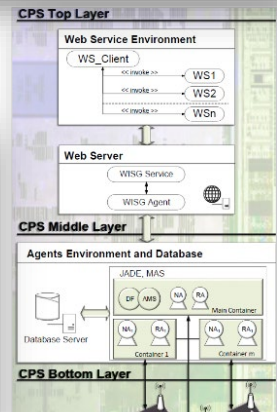 CPS Top Layer
Web Service Environment
WS_Client
<< invoke >>
WS1
<< invoke >>
WS2
<< invoke >>
WSn
Web Server
WISG Service
WISG Agent
CPS Middle Layer
Agents Environment and Database
JADE, MAS
DF
AMS
NA
RA
Main Container
Database Server
NA₁
RA₁
Container 1
Container m
CPS Bottom Layer